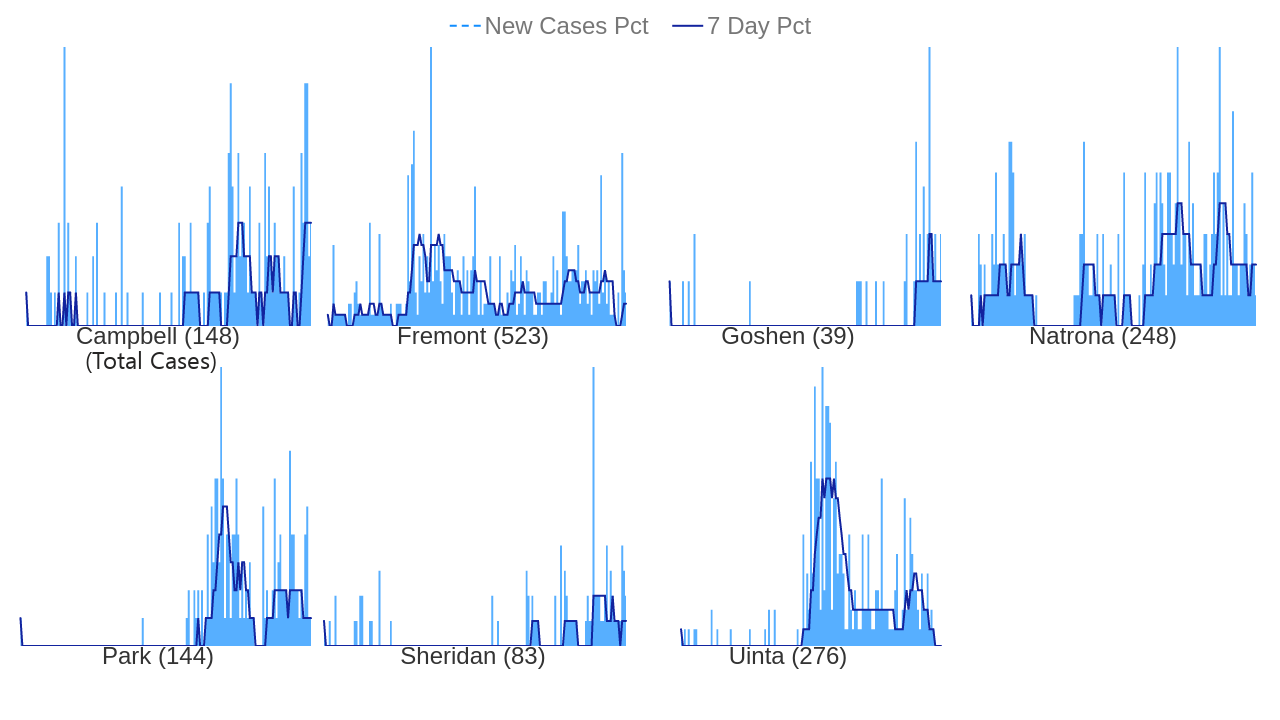 New Cases Pct 7 Day Pct
Campbell (148) Fremont (523) Goshen (39) Natrona (248)
(Total Cases)
Park (144) Sheridan (83) Uinta (276)